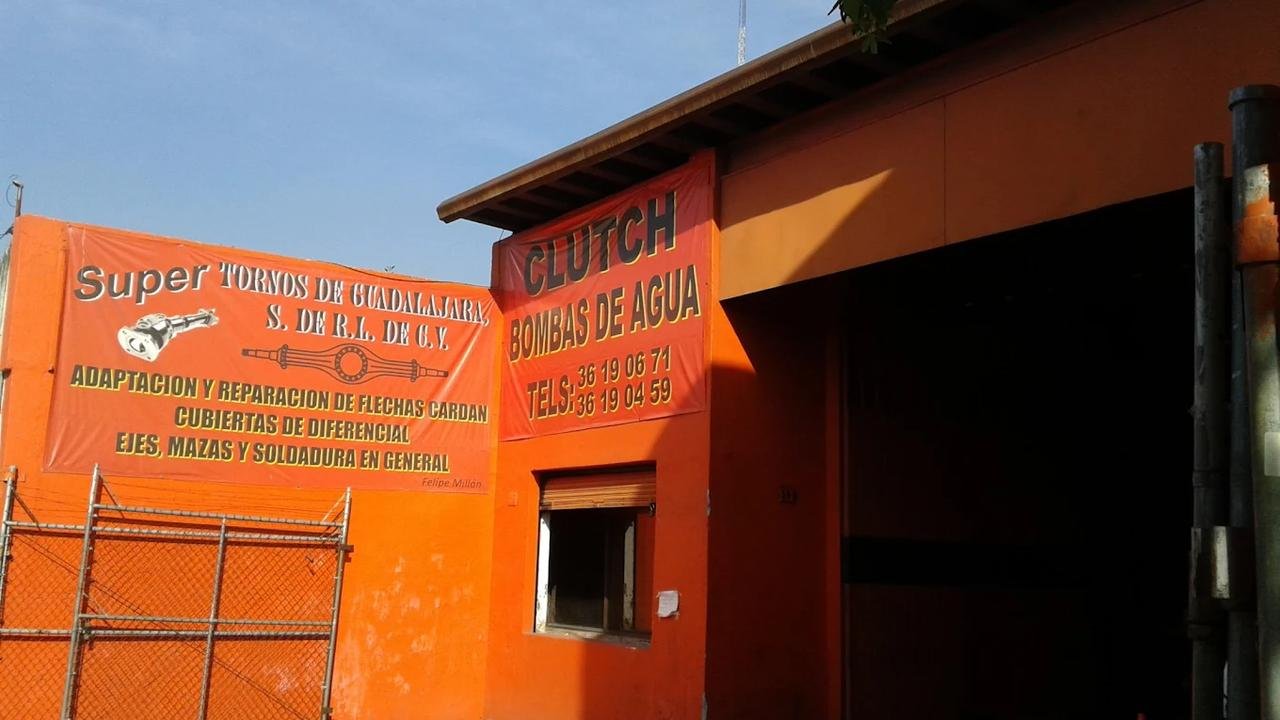 Super TORNOS DE GUADALAJARA,
S. DE R.L. DE C.V.
ADAPTACION Y REPARACION DE FLECHAS CARDAN
CUBIERTAS DE DIFERENCIAL
EJES, MAZAS Y SOLDADURA EN GENERAL
Felipe Millán
CLUTCH
BOMBAS DE AGUA
TELS: 36 19 06 71
36 19 04 59